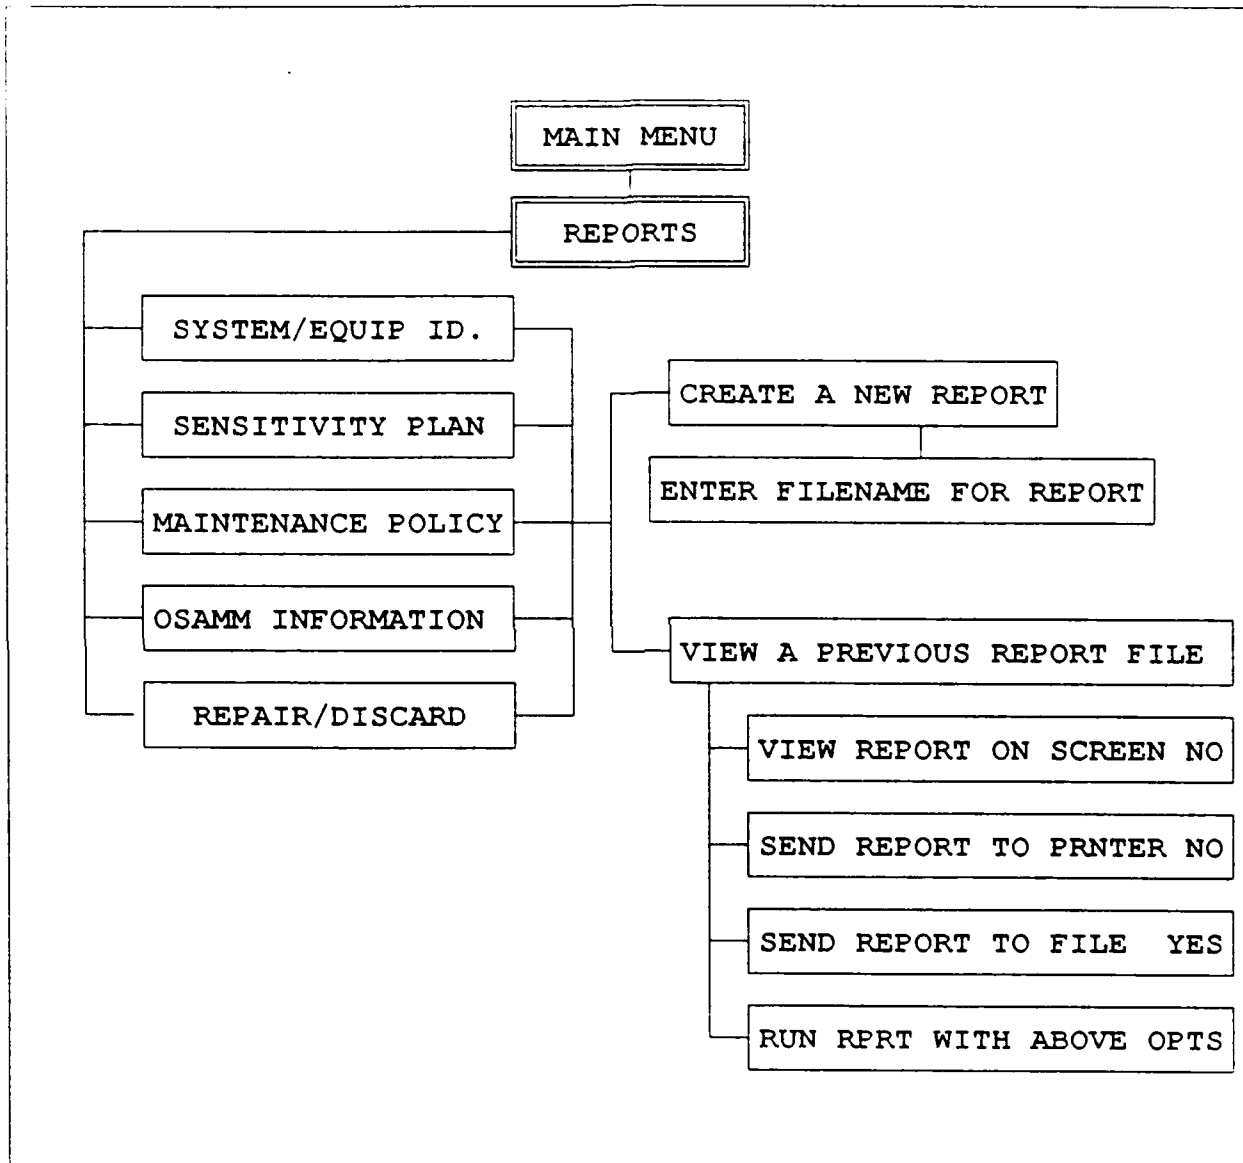 MAIN MENU
REPORTS
SYSTEM/EQUIP ID.
SENSITIVITY PLAN
MAINTENANCE POLICY
OSAMM INFORMATION
REPAIR/DISCARD
CREATE A NEW REPORT
ENTER FILENAME FOR REPORT
VIEW A PREVIOUS REPORT FILE
VIEW REPORT ON SCREEN NO
SEND REPORT TO PRNTER NO
SEND REPORT TO FILE YES
RUN RPRT WITH ABOVE OPTS